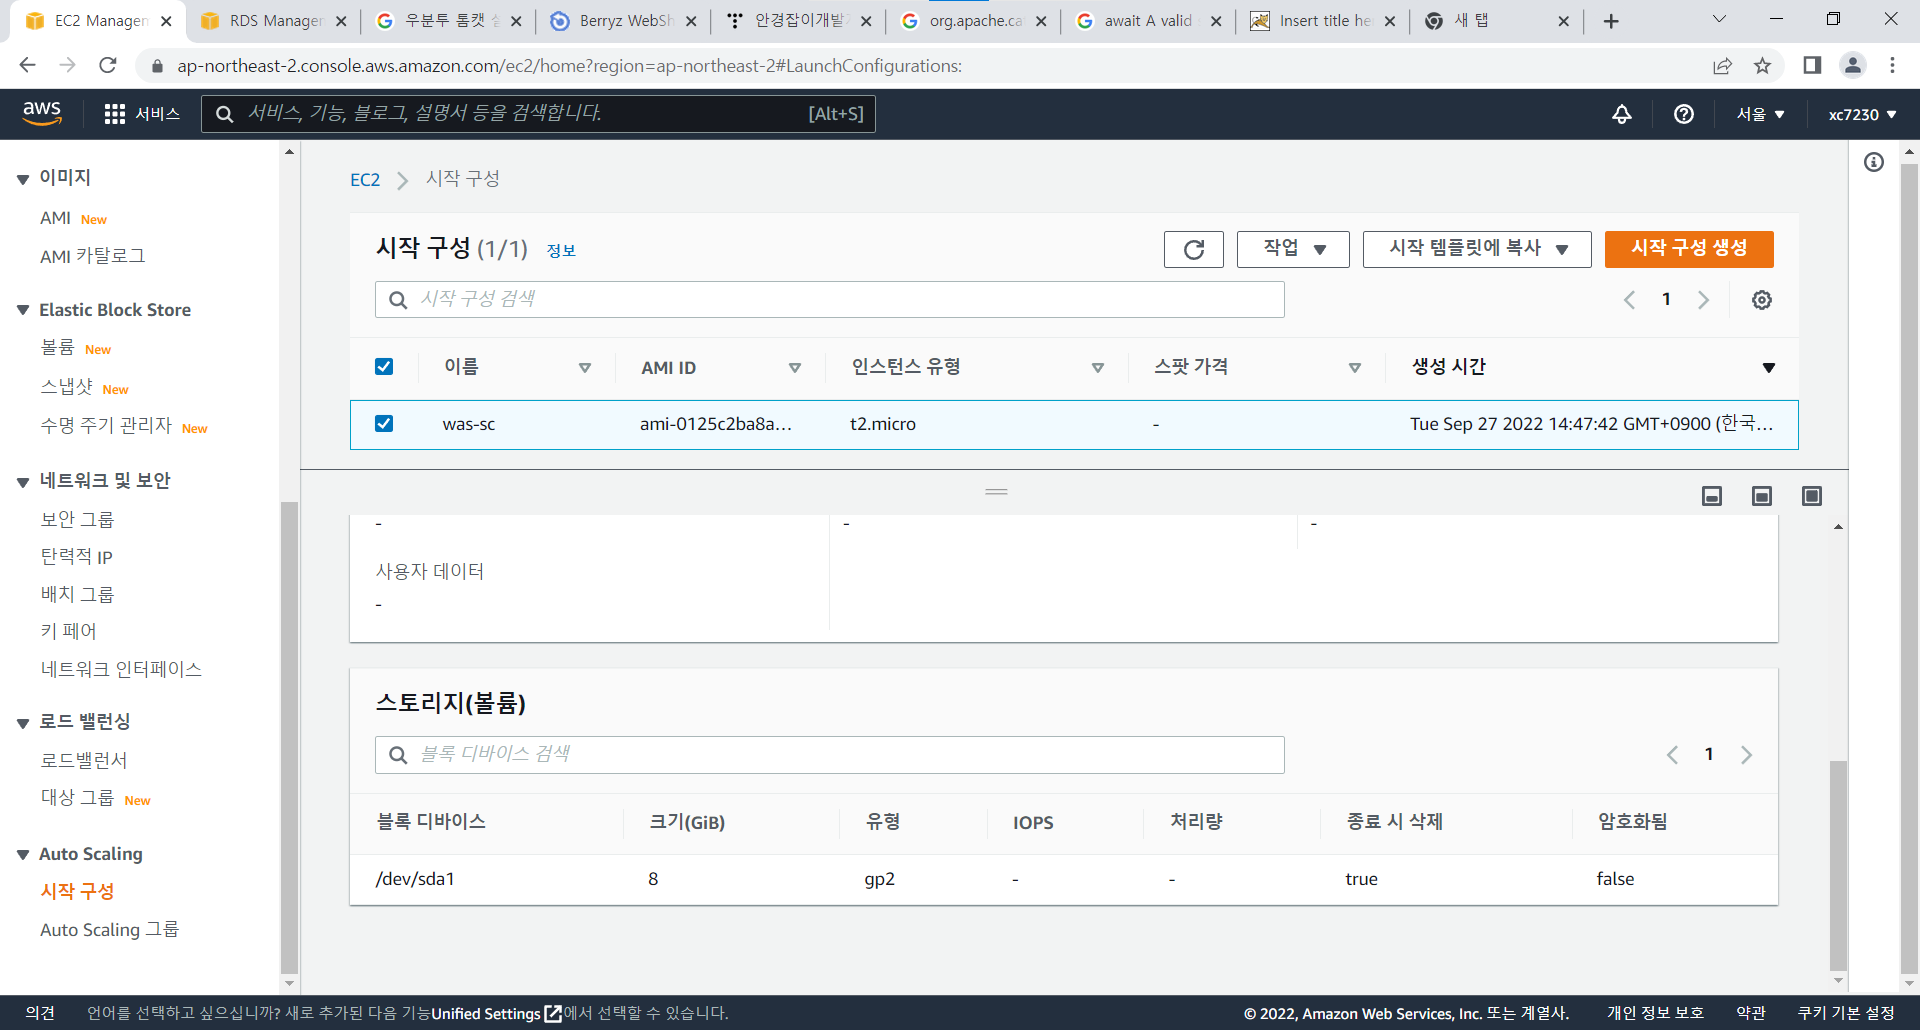 EC2 Managem
RDS Manager
우분투 톰캣 설
Berryz WebSh
안경잡이개발
org.apache.ca
await A valid s
Insert title he
새 탭
ap-northeast-2.console.aws.amazon.com/ec2/home?region=ap-northeast-2#LaunchConfigurations:
aws
서비스
서비스, 기능, 블로그, 설명서 등을 검색합니다.
[Alt+S]
서울
xc7230
이미지
AMI New
AMI 카탈로그
Elastic Block Store
볼륨 New
스냅샷 New
수명 주기 관리자 New
네트워크 및 보안
보안 그룹
탄력적 IP
배치 그룹
키 페어
네트워크 인터페이스
로드 밸런싱
로드밸런서
대상 그룹 New
Auto Scaling
시작 구성
Auto Scaling 그룹
EC2 시작 구성
시작 구성 (1/1) 정보
작업
시작 템플릿에 복사
시작 구성 생성
시작 구성 검색
1
이름 AMI ID 인스턴스 유형 스팟 가격 생성 시간
was-sc ami-0125c2ba8a... t2.micro - Tue Sep 27 2022 14:47:42 GMT+0900 (한국...
- - -
사용자 데이터
-
스토리지(볼륨)
블록 디바이스 검색
1
블록 디바이스 크기(GiB) 유형 IOPS 처리량 종료 시 삭제 암호화됨
/dev/sda1 8 gp2 - - true false
의견 언어를 선택하고 싶으십니까? 새로 추가된 다음 기능Unified Settings에서 선택할 수 있습니다. © 2022, Amazon Web Services, Inc. 또는 계열사. 개인 정보 보호 약관 쿠키 기본 설정